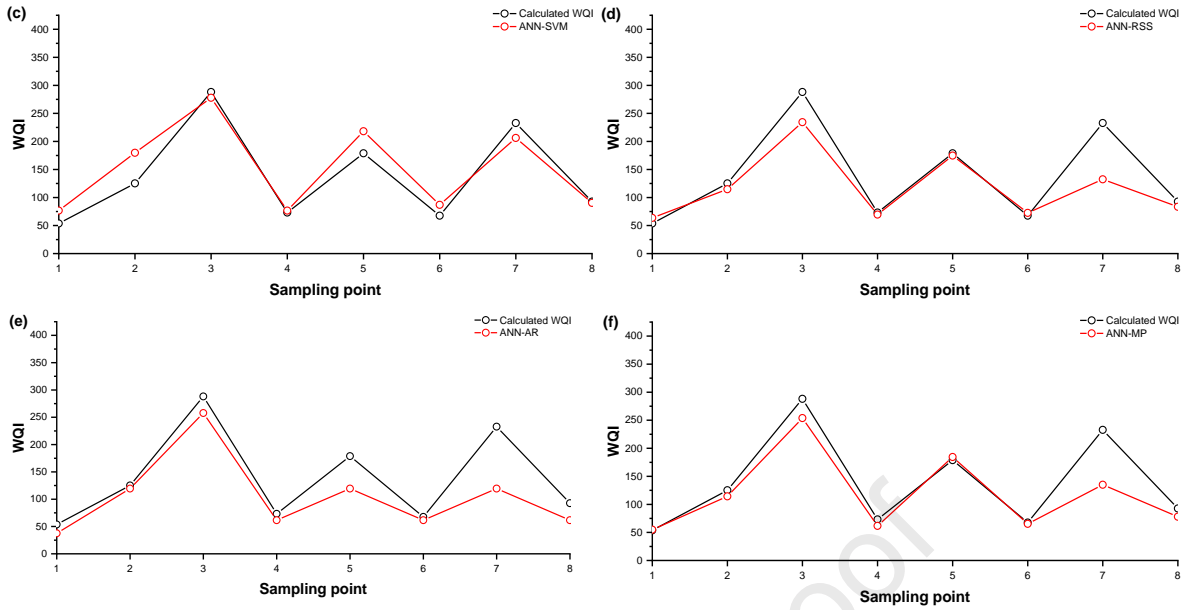 (c)
Calculated WQI
ANN-SVM
400
350
300
250
200
150
100
50
0
WQI
1 2 3 4 5 6 7 8
Sampling point
(d)
Calculated WQI
ANN-RSS
400
350
300
250
200
150
100
50
0
WQI
1 2 3 4 5 6 7 8
Sampling point
(e)
Calculated WQI
ANN-AR
400
350
300
250
200
150
100
50
0
WQI
1 2 3 4 5 6 7 8
Sampling point
(f)
Calculated WQI
ANN-MP
400
350
300
250
200
150
100
50
0
WQI
1 2 3 4 5 6 7 8
Sampling point
oof